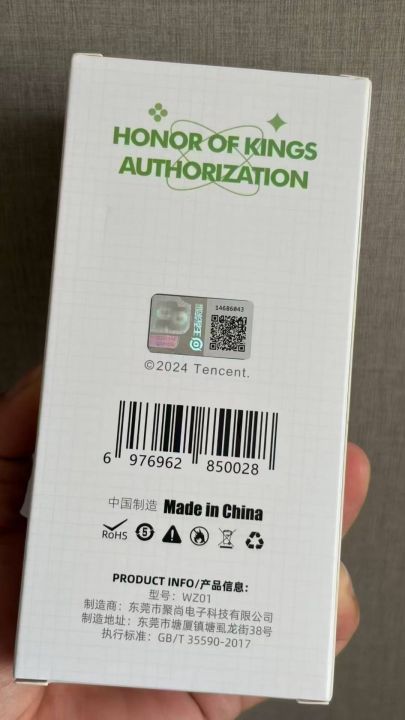 HONOR OF KINGS
AUTHORIZATION
14686043
©2024 Tencent.
6 976962 850028
中国制造 Made in China
RoHS 5
PRODUCT INFO/产品信息:
型号: WZ01
制造商: 东莞市聚尚电子科技有限公司
制造地址: 东莞市塘厦镇塘虱龙街38号
执行标准: GB/T 35590-2017